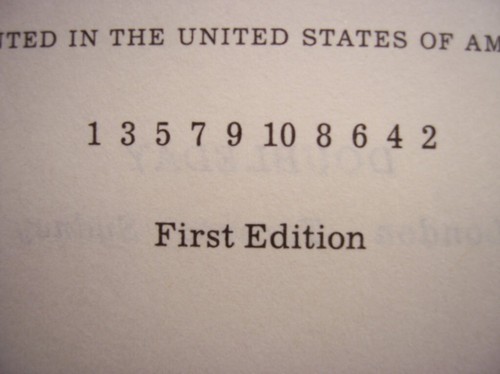 NTED IN THE UNITED STATES OF AM
1 3 5 7 9 10 8 6 4 2
First Edition